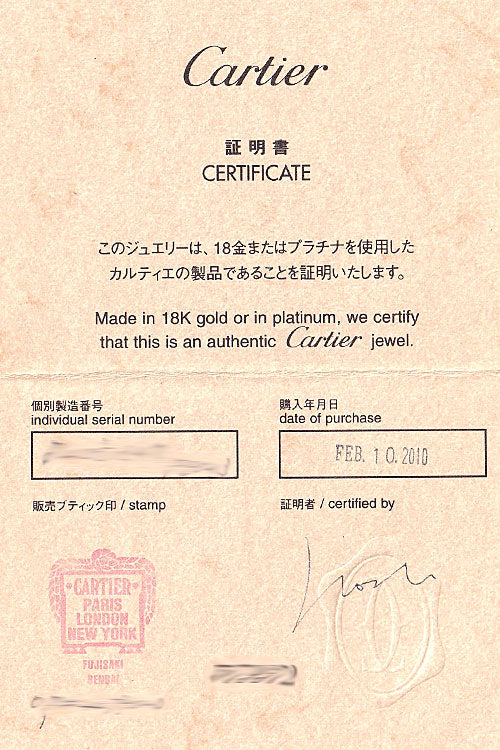 Cartier
証明書
CERTIFICATE
このジュエリーは、18金またはプラチナを使用した
カルティエの製品であることを証明いたします。
Made in 18K gold or in platinum, we certify
that this is an authentic Cartier jewel.
個別製造番号
individual serial number
購入年月日
date of purchase
FEB. 10. 2010
販売ブティック印 / stamp
証明者 / certified by
CARTIER
PARIS
LONDON
NEW YORK
FUJISAKI
SENDAI